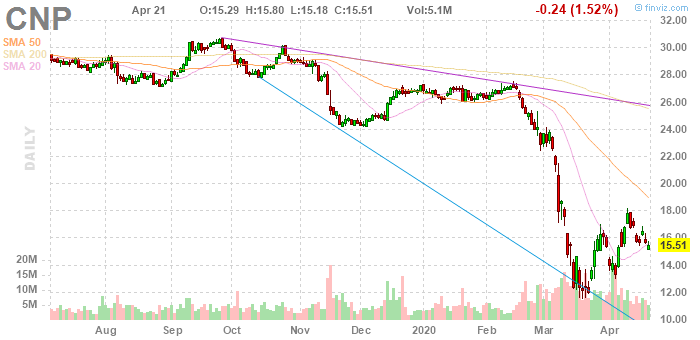 CNP Apr 21 O:15.29 H:15.80 L:15.18 C:15.51 Vol:5.1M -0.24 (1.52%) © finviz.com
SMA 50
SMA 200
SMA 20
DAILY
32.00
30.00
28.00
26.00
24.00
22.00
20.00
18.00
16.00
15.51
14.00
12.00
10.00
20M
15M
10M
5M
Aug Sep Oct Nov Dec 2020 Feb Mar Apr